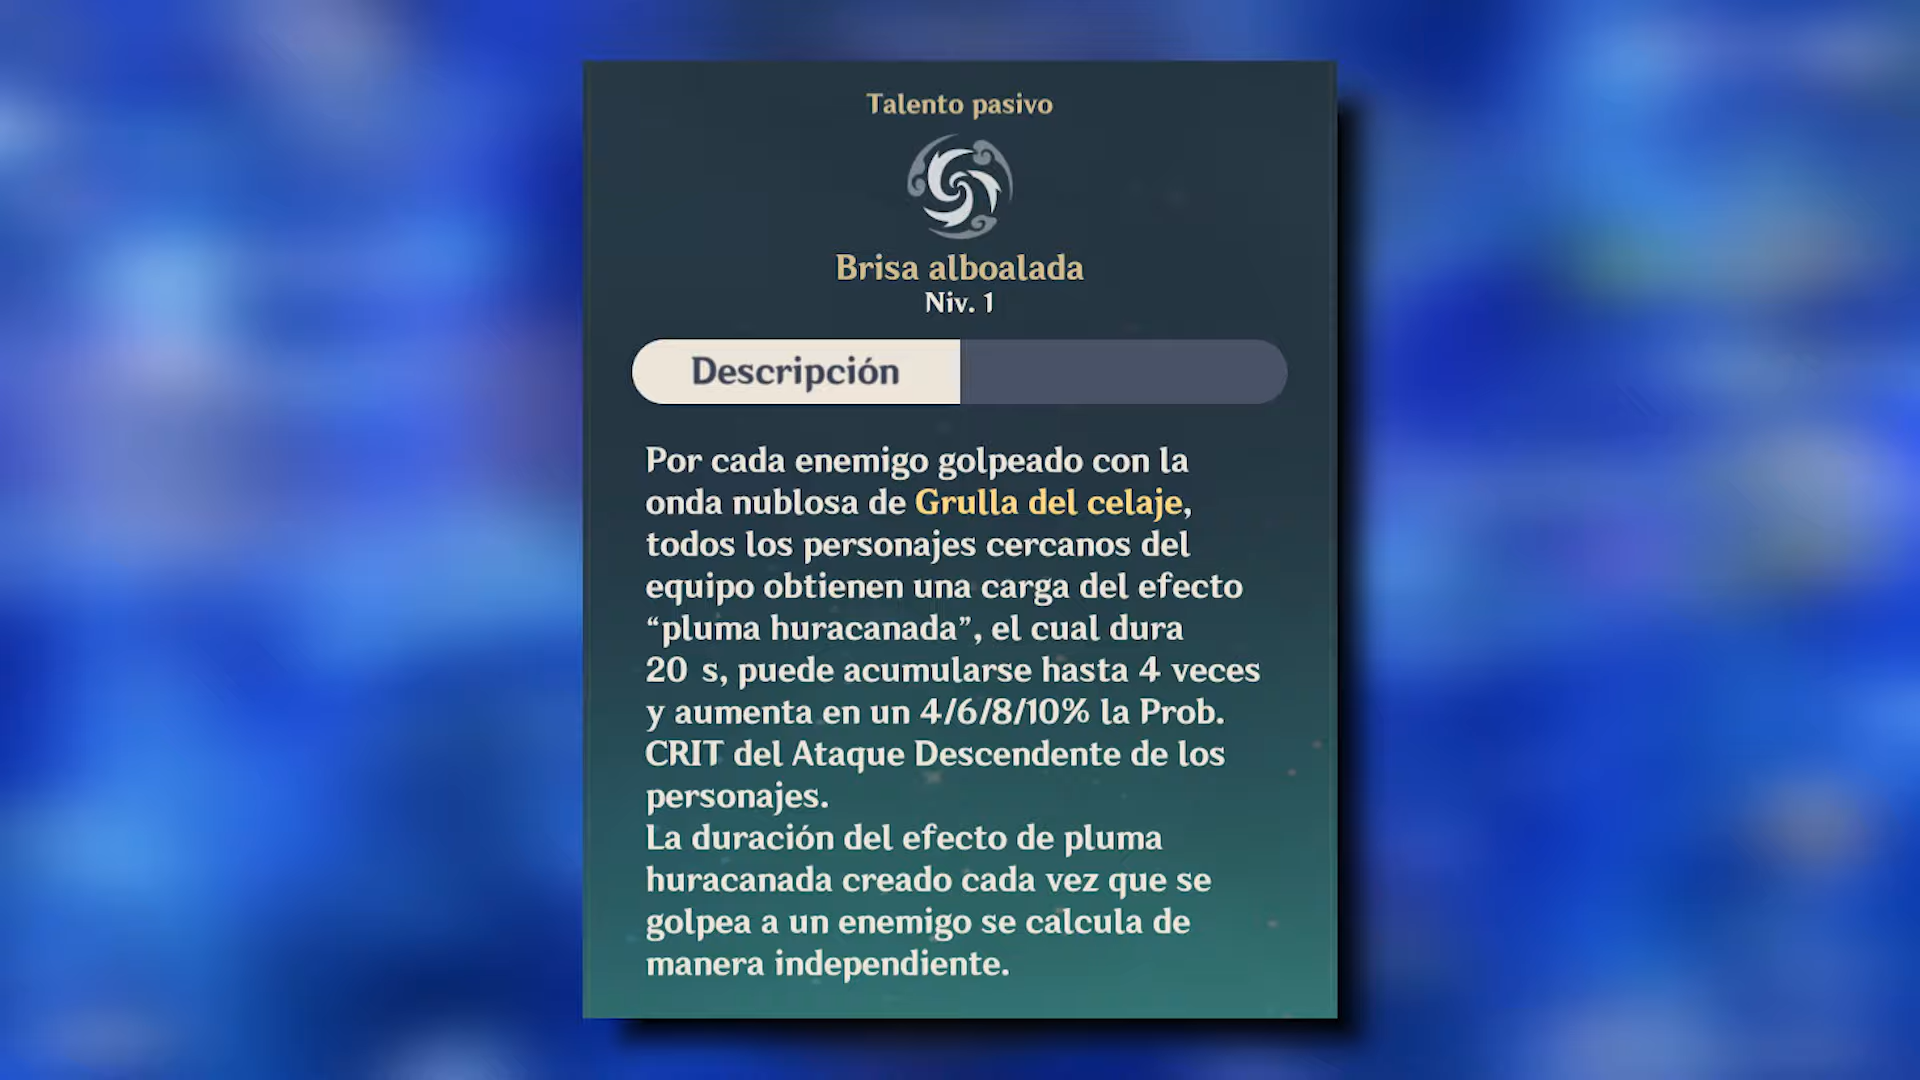 Talento pasivo
Brisa alboalada
Niv. 1
Descripción
Por cada enemigo golpeado con la
onda nublosa de Grulla del celaje,
todos los personajes cercanos del
equipo obtienen una carga del efecto
“pluma huracanada”, el cual dura
20 s, puede acumularse hasta 4 veces
y aumenta en un 4/6/8/10% la Prob.
CRIT del Ataque Descendente de los
personajes.
La duración del efecto de pluma
huracanada creado cada vez que se
golpea a un enemigo se calcula de
manera independiente.